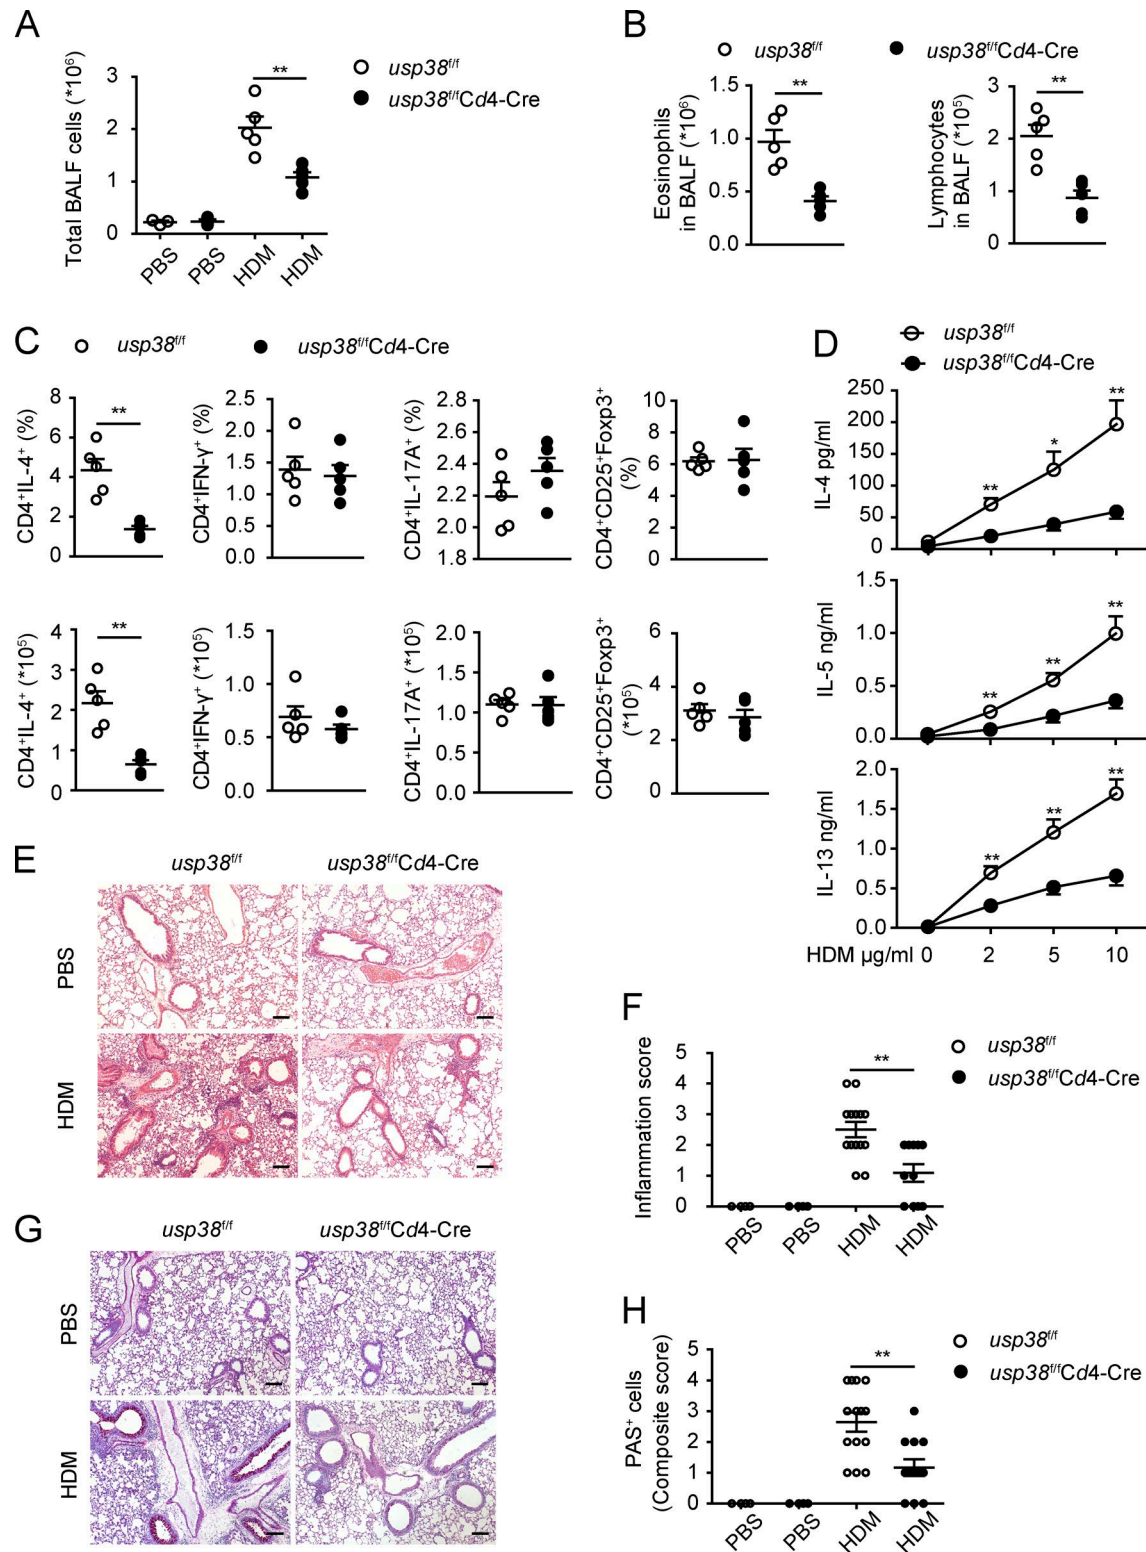 A
Total BALF cells (*10⁶)
3
2
1
0
**
PBS
PBS
HDM
HDM
usp38f/f
usp38f/fCd4-Cre
B
usp38f/f
usp38f/fCd4-Cre
Eosinophils
in BALF (*10⁶)
1.5
1.0
0.5
0.0
**
Lymphocytes
in BALF (*10⁵)
3
2
1
0
**
C
usp38f/f
usp38f/fCd4-Cre
CD4⁺IL-4⁺ (%)
8
6
4
2
0
**
CD4⁺IFN-γ⁺ (%)
2.5
2.0
1.5
1.0
0.5
0.0
CD4⁺IL-17A⁺ (%)
2.8
2.6
2.4
2.2
2.0
1.8
CD4⁺CD25⁺Foxp3⁺
(%)
10
8
6
4
2
0
CD4⁺IL-4⁺ (*10⁵)
4
3
2
1
0
**
CD4⁺IFN-γ⁺ (*10⁵)
1.5
1.0
0.5
0.0
CD4⁺IL-17A⁺ (*10⁵)
2.0
1.5
1.0
0.5
0.0
CD4⁺CD25⁺Foxp3⁺
(*10⁵)
6
4
2
0
D
usp38f/f
usp38f/fCd4-Cre
IL-4 pg/ml
250
200
150
100
50
0
**
*
**
IL-5 ng/ml
1.5
1.0
0.5
0.0
**
**
**
IL-13 ng/ml
2.0
1.5
1.0
0.5
0.0
**
**
**
HDM µg/ml 0 2 5 10
E
usp38f/f
usp38f/fCd4-Cre
PBS
HDM
F
Inflammation score
5
4
3
2
1
0
**
PBS
PBS
HDM
HDM
usp38f/f
usp38f/fCd4-Cre
G
usp38f/f
usp38f/fCd4-Cre
PBS
HDM
H
PAS⁺ cells
(Composite score)
5
4
3
2
1
0
**
PBS
PBS
HDM
HDM
usp38f/f
usp38f/fCd4-Cre